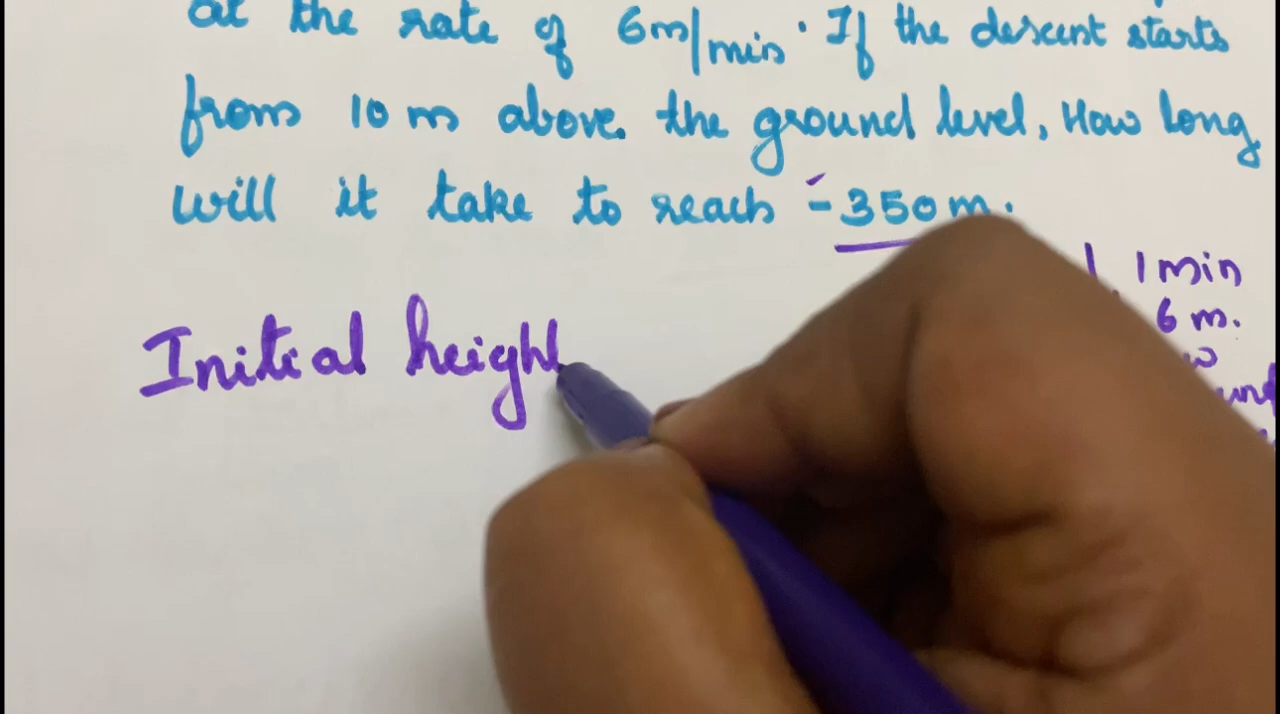 at the rate of 6m/min. If the descent starts
from 10 m above the ground level, How long
will it take to reach -350m.
1 min
6 m.
Initial height